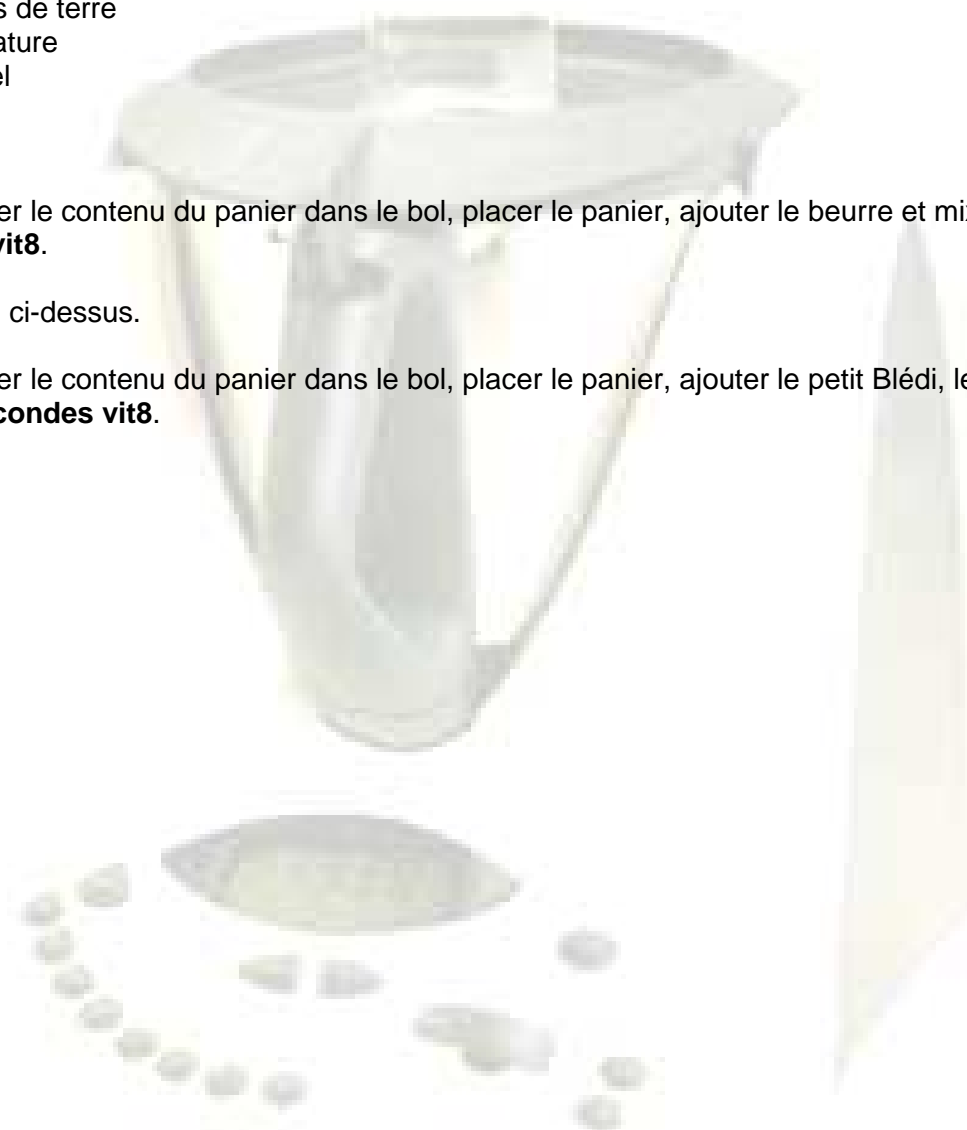 s de terre
ature
el
er le contenu du panier dans le bol, placer le panier, ajouter le beurre et mix
vit8.
ci-dessus.
er le contenu du panier dans le bol, placer le panier, ajouter le petit Blédi, le
condes vit8.